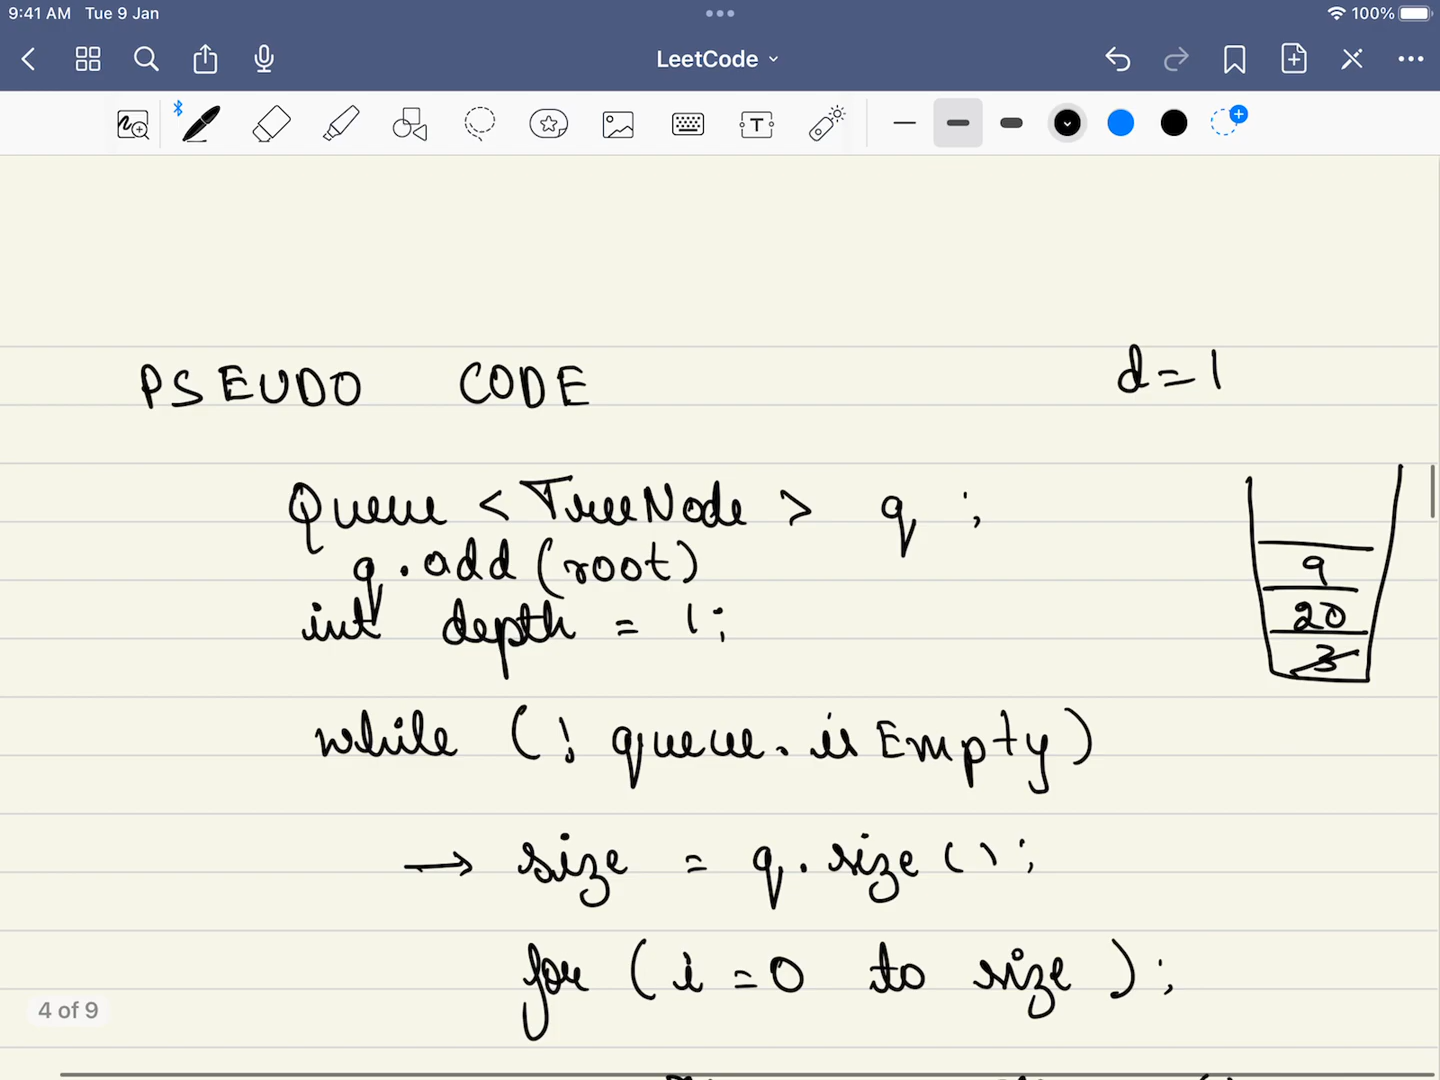 9:41 AM Tue 9 Jan
100%
LeetCode
PSEUDO CODE
d=1
Queue <TreeNode> q ;
q.add (root)
int depth = 1;
9
20
3
while (! queue. is Empty)
→ size = q. size ();
for (i=0 to size);
4 of 9